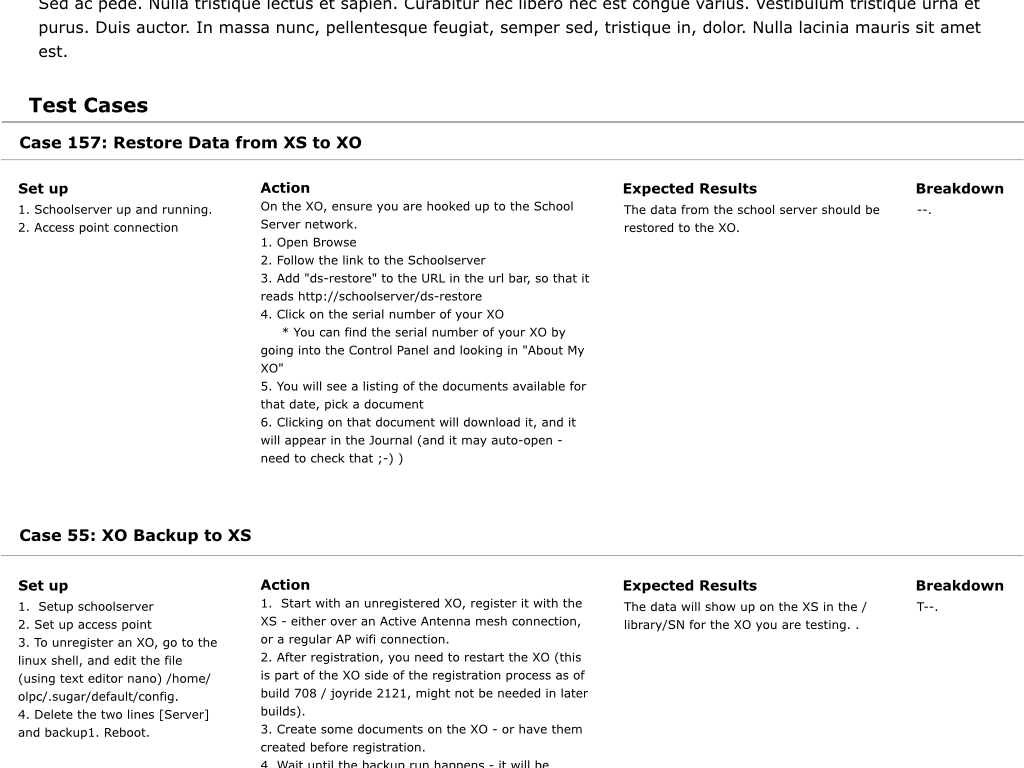 Sed ac pede. Nulla tristique lectus et sapien. Curabitur nec libero nec est congue varius. Vestibulum tristique urna et
purus. Duis auctor. In massa nunc, pellentesque feugiat, semper sed, tristique in, dolor. Nulla lacinia mauris sit amet
est.
Test Cases
Case 157: Restore Data from XS to XO
Set up
1. Schoolserver up and running.
2. Access point connection
Action
On the XO, ensure you are hooked up to the School
Server network.
1. Open Browse
2. Follow the link to the Schoolserver
3. Add "ds-restore" to the URL in the url bar, so that it
reads http://schoolserver/ds-restore
4. Click on the serial number of your XO
* You can find the serial number of your XO by
going into the Control Panel and looking in "About My
XO"
5. You will see a listing of the documents available for
that date, pick a document
6. Clicking on that document will download it, and it
will appear in the Journal (and it may auto-open -
need to check that ;-) )
Expected Results
The data from the school server should be
restored to the XO.
Breakdown
--.
Case 55: XO Backup to XS
Set up
1.  Setup schoolserver
2. Set up access point
3. To unregister an XO, go to the
linux shell, and edit the file
(using text editor nano) /home/
olpc/.sugar/default/config.
4. Delete the two lines [Server]
and backup1. Reboot.
Action
1.  Start with an unregistered XO, register it with the
XS - either over an Active Antenna mesh connection,
or a regular AP wifi connection.
2. After registration, you need to restart the XO (this
is part of the XO side of the registration process as of
build 708 / joyride 2121, might not be needed in later
builds).
3. Create some documents on the XO - or have them
created before registration.
4. Wait until the backup run happens - it will be
Expected Results
The data will show up on the XS in the /
library/SN for the XO you are testing. .
Breakdown
T--.